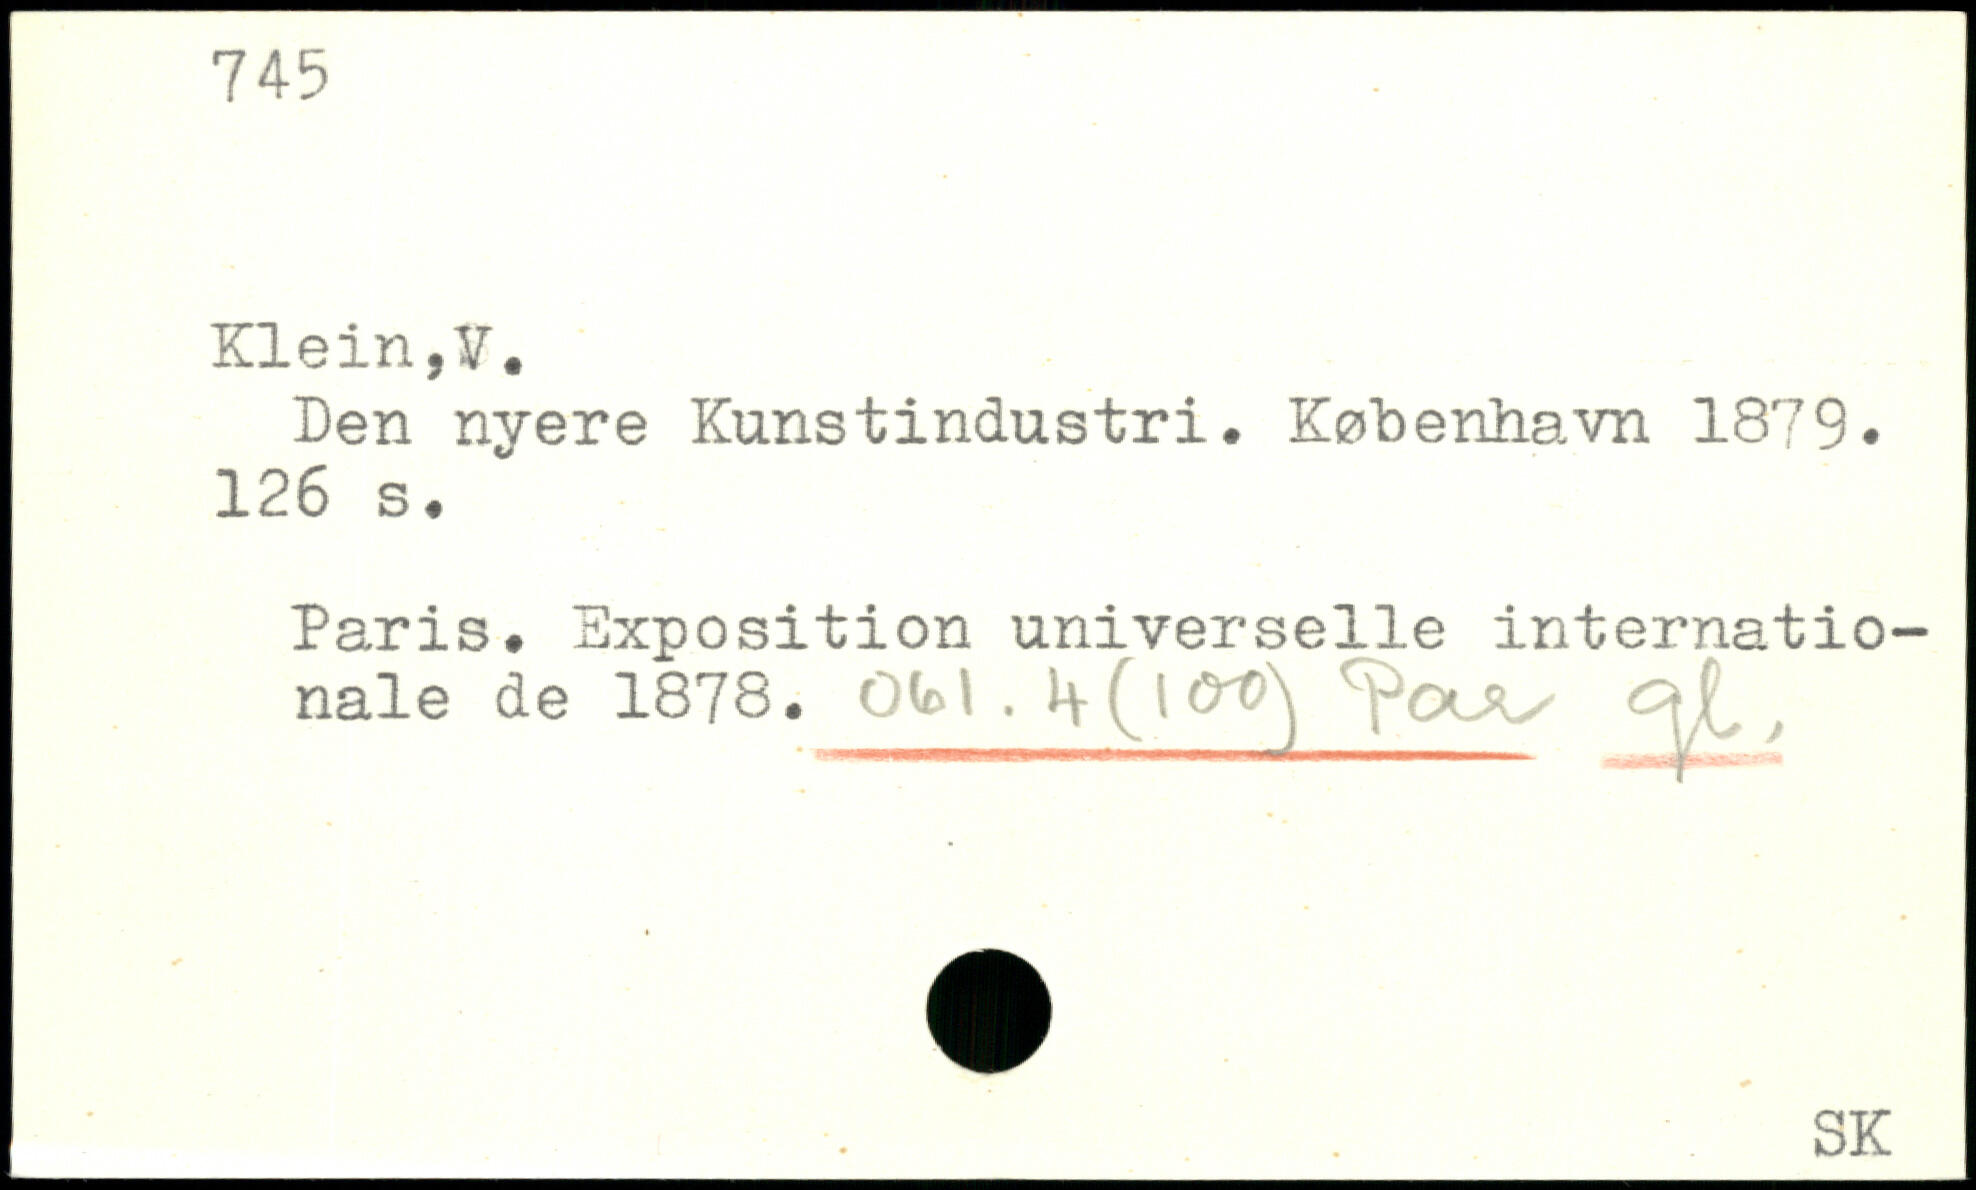 745
Klein,V.
Den nyere Kunstindustri. København 1879.
126 s.
Paris. Exposition universelle internatio-
nale de 1878. 061.4(100) Par gl.
SK